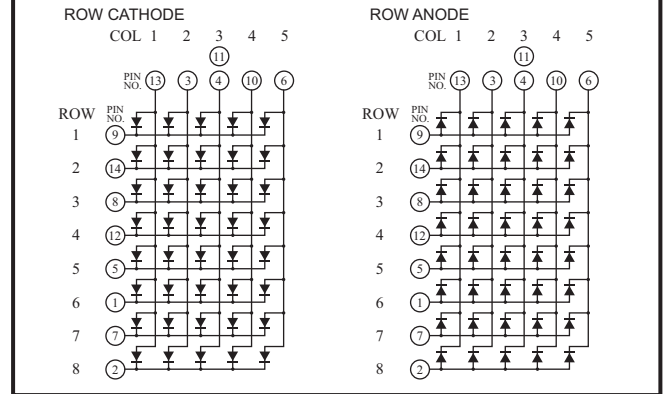 ROW CATHODE
COL 1 2 3 4 5
11
PIN NO. 13 3 4 10 6
ROW PIN NO.
1 9
2 14
3 8
4 12
5 5
6 1
7 7
8 2
ROW ANODE
COL 1 2 3 4 5
11
PIN NO. 13 3 4 10 6
ROW PIN NO.
1 9
2 14
3 8
4 12
5 5
6 1
7 7
8 2